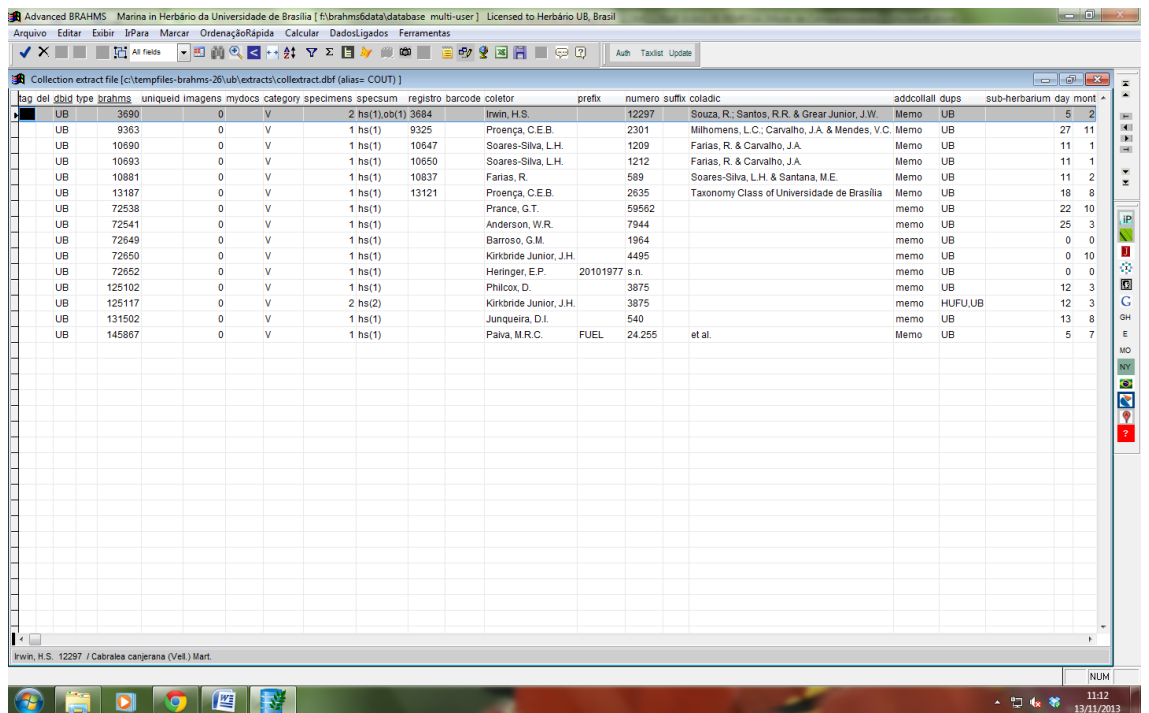 Advanced BRAHMS Marina in Herbário da Universidade de Brasília [ f:\brahms6data\database multi-user ] Licensed to Herbário UB, Brasil
Arquivo Editar Exibir IrPara Marcar OrdenaçãoRápida Calcular DadosLigados Ferramentas
All fields Auth Taxlist Update
Collection extract file [c:\tempfiles-brahms-26\ub\extracts\collextract.dbf (alias= COUT) ]
tag del dbid type brahms uniqueid imagens mydocs category specimens specsum registro barcode coletor prefix numero suffix coladic addcollall dups sub-herbarium day mont
UB 3690 0 V 2 hs(1),ob(1) 3684 Irwin, H.S. 12297 Souza, R.; Santos, R.R. & Grear Junior, J.W. Memo UB 5 2
UB 9363 0 V 1 hs(1) 9325 Proença, C.E.B. 2301 Milhomens, L.C.; Carvalho, J.A. & Mendes, V.C. Memo UB 27 11
UB 10690 0 V 1 hs(1) 10647 Soares-Silva, L.H. 1209 Farias, R. & Carvalho, J.A. Memo UB 11 1
UB 10693 0 V 1 hs(1) 10650 Soares-Silva, L.H. 1212 Farias, R. & Carvalho, J.A. Memo UB 11 1
UB 10881 0 V 1 hs(1) 10837 Farias, R. 589 Soares-Silva, L.H. & Santana, M.E. Memo UB 11 2
UB 13187 0 V 1 hs(1) 13121 Proença, C.E.B. 2635 Taxonomy Class of Universidade de Brasília Memo UB 18 8
UB 72538 0 V 1 hs(1) Prance, G.T. 59562 memo UB 22 10
UB 72541 0 V 1 hs(1) Anderson, W.R. 7944 memo UB 25 3
UB 72649 0 V 1 hs(1) Barroso, G.M. 1964 memo UB 0 0
UB 72650 0 V 1 hs(1) Kirkbride Junior, J.H. 4495 memo UB 0 10
UB 72652 0 V 1 hs(1) Heringer, E.P. 20101977 s.n. memo UB 0 0
UB 125102 0 V 1 hs(1) Philcox, D. 3875 memo UB 12 3
UB 125117 0 V 2 hs(2) Kirkbride Junior, J.H. 3875 memo HUFU,UB 12 3
UB 131502 0 V 1 hs(1) Junqueira, D.I. 540 memo UB 13 8
UB 145867 0 V 1 hs(1) Paiva, M.R.C. FUEL 24.255 et al. Memo UB 5 7
iP
J
G
GH
E
MO
NY
?
Irwin, H.S. 12297 / Cabralea canjerana (Vell.) Mart.
NUM
11:12
13/11/2013